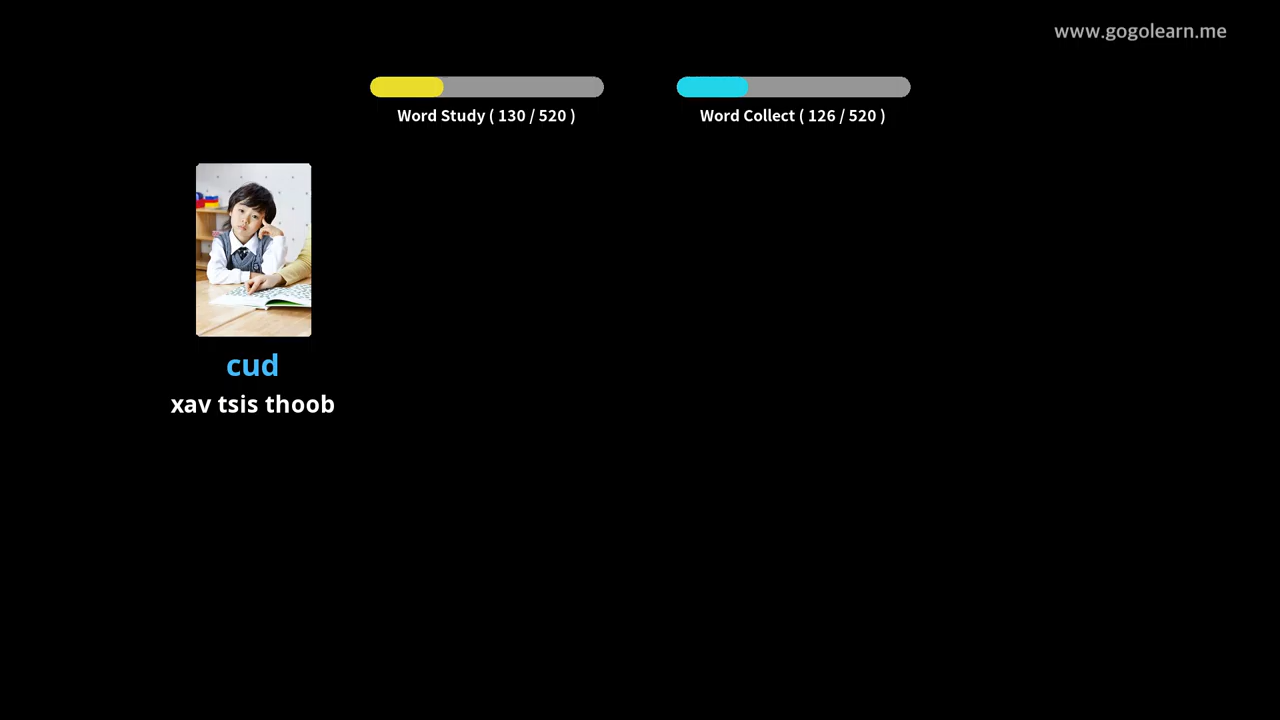 www.gogolearn.me
Word Study ( 130 / 520 )
Word Collect ( 126 / 520 )
cud
xav tsis thoob